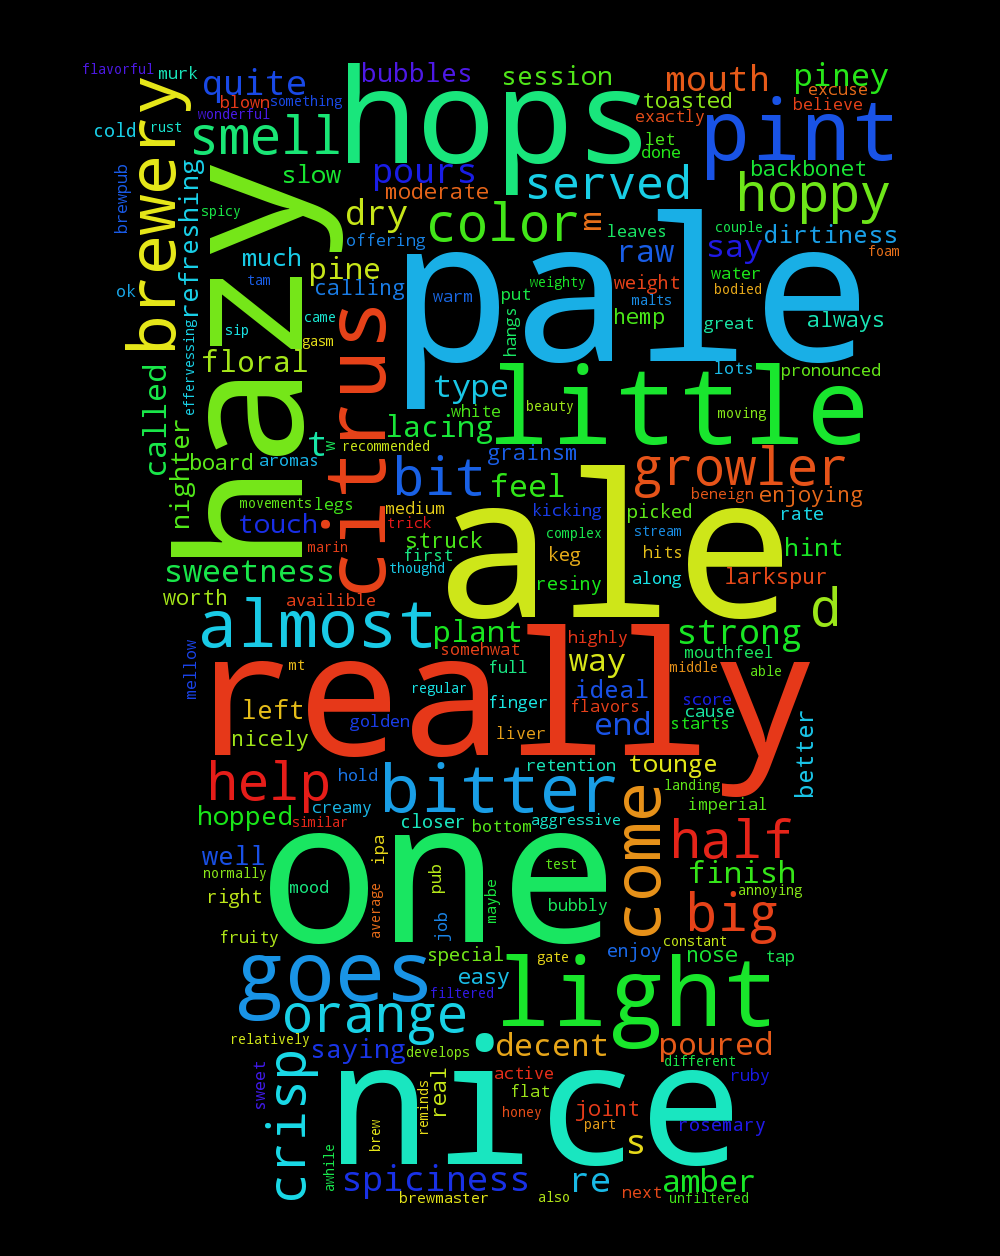 flavorful
murk
quite
bubbles
session
mouth
piney
blown
something
hops
toasted
excuse
believe
wonderful
exactly
pint
cold
rust
smell
let
done
brewery
refreshing
slow
pours
moderate
served
backbonet
hoppy
brewpub
spicy
hazy
dry
color
m
leaves
couple
dirtiness
offering
much
pine
raw
say
foam
tam
calling
warm
pale
put
weighty
weight
water
bodied
malts
ok
effervessing
sip
came
gasm
citrus
hangs
hemp
great
always
floral
type
little
lots
pronounced
called
white
beauty
moving
nighter
t
w
lacing
recommended
board
aromas
bit
grainsm
growler
movements
legs
feel
beneign
enjoying
touch
medium
trick
kicking
picked
rate
marin
struck
first
thoughd
keg
complex
stream
hits
hint
sweetness
ale
resiny
along
larkspur
worth
availible
almost
plant
d
strong
mellow
somehwat
highly
mouthfeel
mt
really
full
way
middle
able
regular
ideal
left
golden
finger
flavors
end
score
cause
starts
nicely
liver
better
help
hold
retention
tounge
landing
bitter
creamy
imperial
hopped
similar
closer
bottom
aggressive
come
half
well
one
ipa
pub
test
finish
normally
mood
annoying
right
average
job
maybe
bubbly
big
fruity
special
gate
enjoy
constant
nose
tap
goes
easy
filtered
light
orange
relatively
saying
develops
decent
poured
different
sweet
crisp
nice
active
ruby
flat
real
reminds
honey
joint
part
rosemary
brew
s
awhile
spiciness
re
amber
brewmaster
also
next
unfiltered